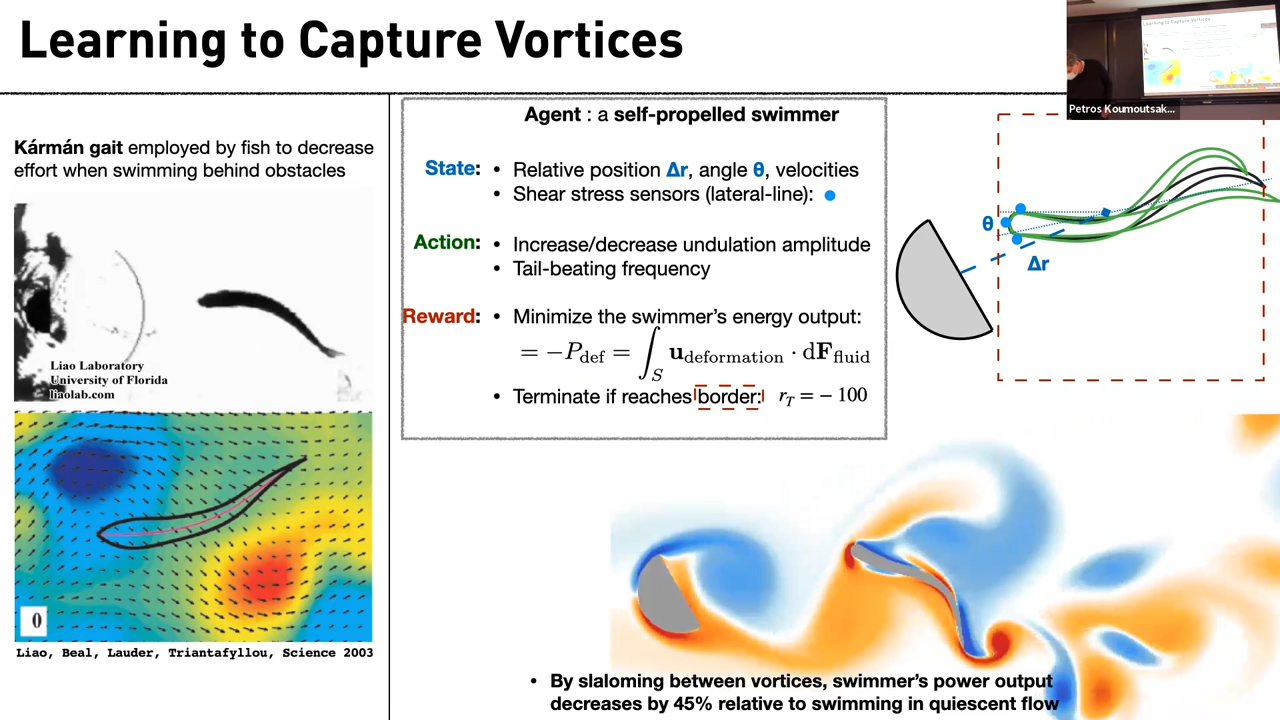 Learning to Capture Vortices
Petros Koumoutsak...
Learning to Capture Vortices
Kármán gait employed by fish to decrease
effort when swimming behind obstacles
Liao Laboratory
University of Florida
liaolab.com
0
Liao, Beal, Lauder, Triantafyllou, Science 2003
Agent : a self-propelled swimmer
State: • Relative position Δr, angle θ, velocities
• Shear stress sensors (lateral-line):
Action: • Increase/decrease undulation amplitude
• Tail-beating frequency
Reward: • Minimize the swimmer's energy output:
= −P_def = ∫_S u_deformation · dF_fluid
• Terminate if reaches border: r_T = − 100
θ
Δr
• By slaloming between vortices, swimmer's power output
decreases by 45% relative to swimming in quiescent flow